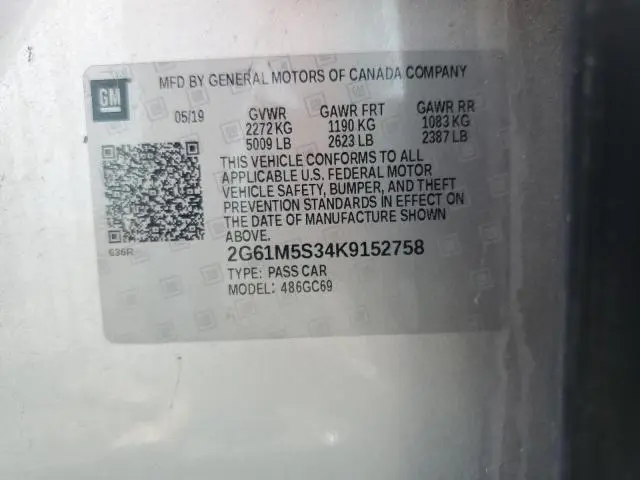 GM
MFD BY GENERAL MOTORS OF CANADA COMPANY
05/19 GVWR GAWR FRT GAWR RR
2272 KG 1190 KG 1083 KG
5009 LB 2623 LB 2387 LB
THIS VEHICLE CONFORMS TO ALL
APPLICABLE U.S. FEDERAL MOTOR
VEHICLE SAFETY, BUMPER, AND THEFT
PREVENTION STANDARDS IN EFFECT ON
THE DATE OF MANUFACTURE SHOWN
ABOVE.
636R
2G61M5S34K9152758
TYPE: PASS CAR
MODEL: 486GC69